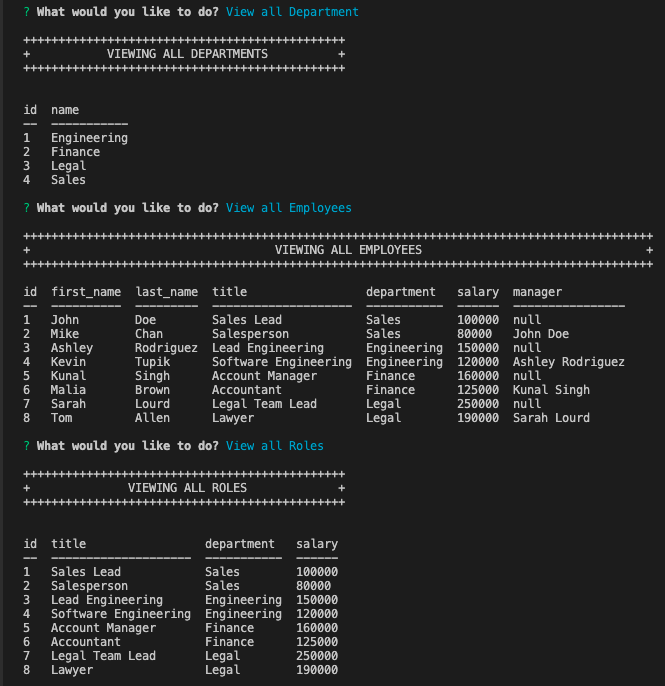 ? What would you like to do? View all Department
++++++++++++++++++++++++++++++++++++++++++++++
+           VIEWING ALL DEPARTMENTS          +
++++++++++++++++++++++++++++++++++++++++++++++
id  name
--  -----------
1   Engineering
2   Finance
3   Legal
4   Sales
? What would you like to do? View all Employees
++++++++++++++++++++++++++++++++++++++++++++++++++++++++++++++++++++++++++++++++++++++++++
+                                   VIEWING ALL EMPLOYEES                                +
++++++++++++++++++++++++++++++++++++++++++++++++++++++++++++++++++++++++++++++++++++++++++
id  first_name  last_name  title                 department   salary  manager
--  ----------  ---------  --------------------  -----------  ------  ----------------
1   John        Doe        Sales Lead            Sales        100000  null
2   Mike        Chan       Salesperson           Sales        80000   John Doe
3   Ashley      Rodriguez  Lead Engineering      Engineering  150000  null
4   Kevin       Tupik      Software Engineering  Engineering  120000  Ashley Rodriguez
5   Kunal       Singh      Account Manager       Finance      160000  null
6   Malia       Brown      Accountant            Finance      125000  Kunal Singh
7   Sarah       Lourd      Legal Team Lead       Legal        250000  null
8   Tom         Allen      Lawyer                Legal        190000  Sarah Lourd
? What would you like to do? View all Roles
++++++++++++++++++++++++++++++++++++++++++++++
+              VIEWING ALL ROLES             +
++++++++++++++++++++++++++++++++++++++++++++++
id  title                 department   salary
--  --------------------  -----------  ------
1   Sales Lead            Sales        100000
2   Salesperson           Sales        80000
3   Lead Engineering      Engineering  150000
4   Software Engineering  Engineering  120000
5   Account Manager       Finance      160000
6   Accountant            Finance      125000
7   Legal Team Lead       Legal        250000
8   Lawyer                Legal        190000